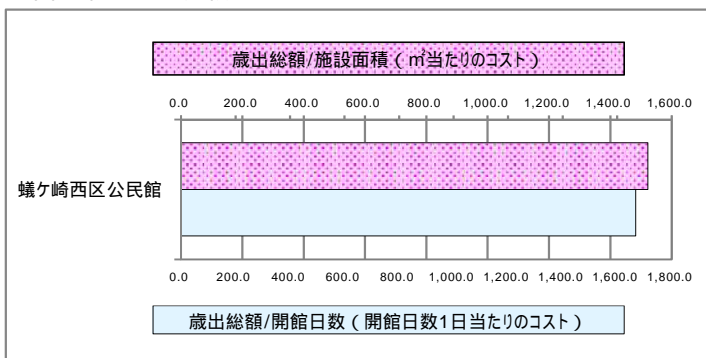 歳出総額/施設面積(㎡当たりのコスト)
0.0 200.0 400.0 600.0 800.0 1,000.0 1,200.0 1,400.0 1,600.0
蟻ケ崎西区公民館
0.0 200.0 400.0 600.0 800.0 1,000.0 1,200.0 1,400.0 1,600.0 1,800.0
歳出総額/開館日数(開館日数1日当たりのコスト)